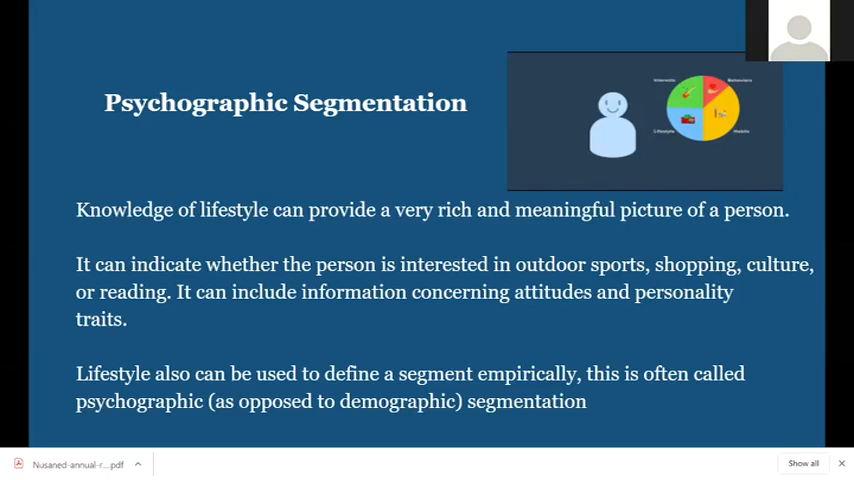 Psychographic Segmentation
Interests
Behaviors
Lifestyle
Habits
Knowledge of lifestyle can provide a very rich and meaningful picture of a person.
It can indicate whether the person is interested in outdoor sports, shopping, culture,
or reading. It can include information concerning attitudes and personality
traits.
Lifestyle also can be used to define a segment empirically, this is often called
psychographic (as opposed to demographic) segmentation
Nusaned-annual-r....pdf
Show all